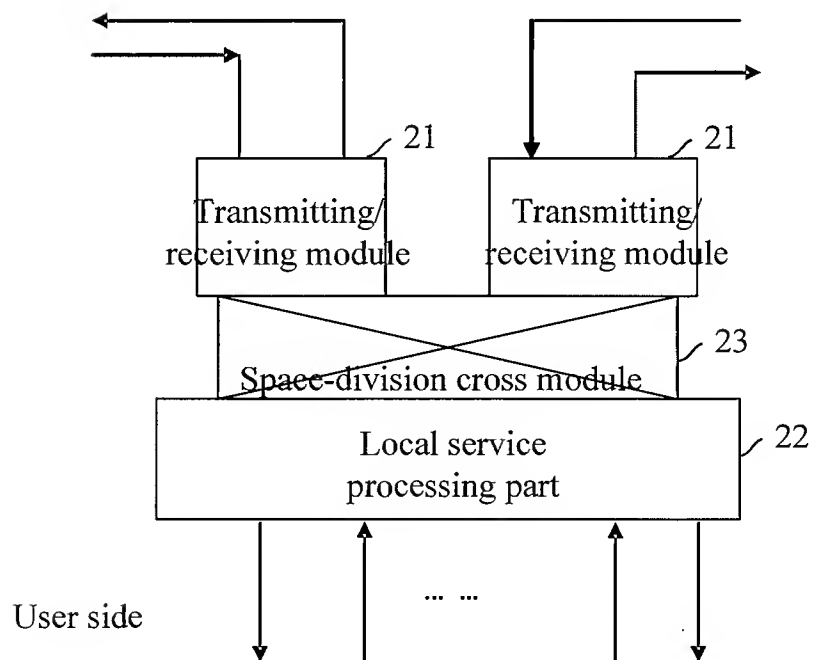 21
21
Transmitting/
receiving module
Transmitting/
receiving module
23
Space-division cross module
22
Local service
processing part
... ...
User side